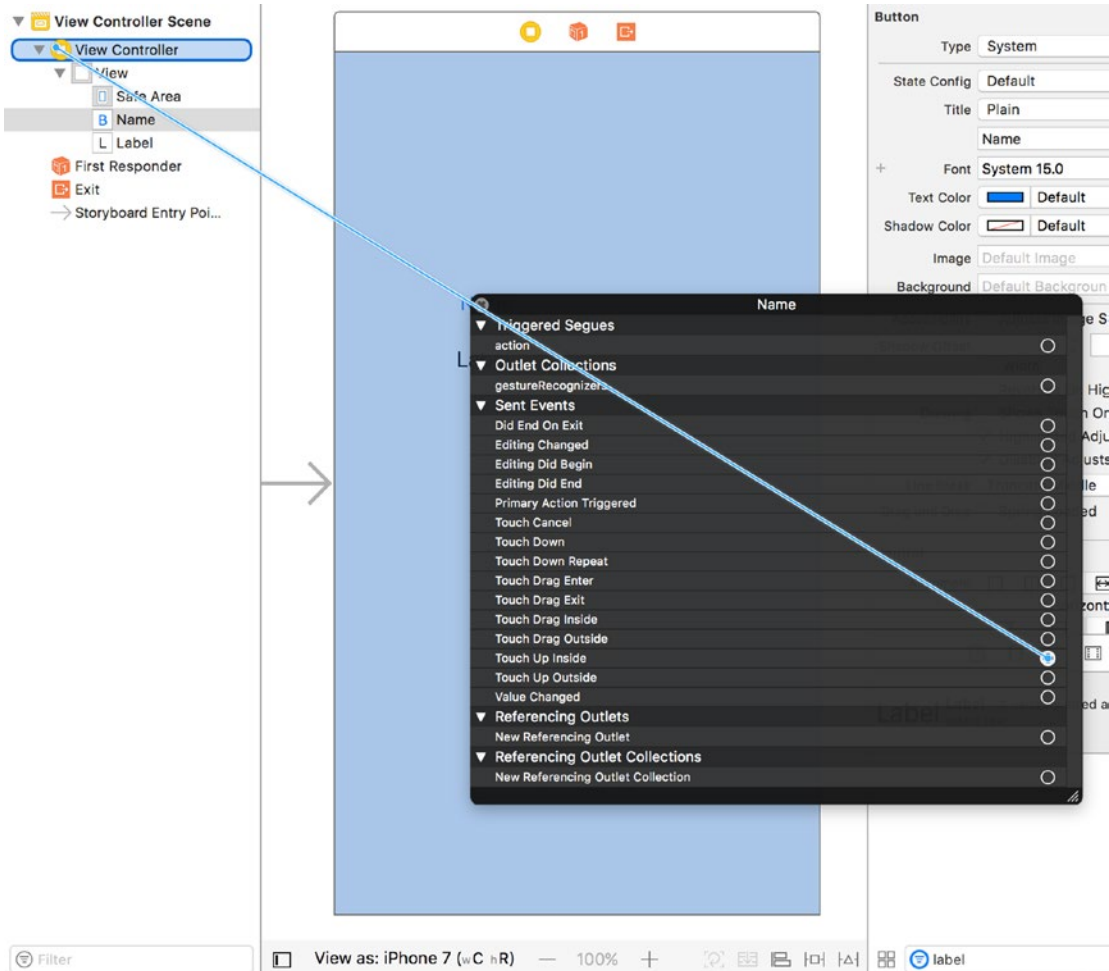 View Controller Scene
View Controller
View
Safe Area
B Name
L Label
First Responder
Exit
Storyboard Entry Poi...
Filter
Name
Triggered Segues
action
Outlet Collections
gestureRecognizers
Sent Events
Did End On Exit
Editing Changed
Editing Did Begin
Editing Did End
Primary Action Triggered
Touch Cancel
Touch Down
Touch Down Repeat
Touch Drag Enter
Touch Drag Exit
Touch Drag Inside
Touch Drag Outside
Touch Up Inside
Touch Up Outside
Value Changed
Referencing Outlets
New Referencing Outlet
Referencing Outlet Collections
New Referencing Outlet Collection
View as: iPhone 7 (wC hR) — 100% +
Button
Type System
State Config Default
Title Plain
Name
+ Font System 15.0
Text Color Default
Shadow Color Default
Image Default Image
Background Default Backgroun
Label
label